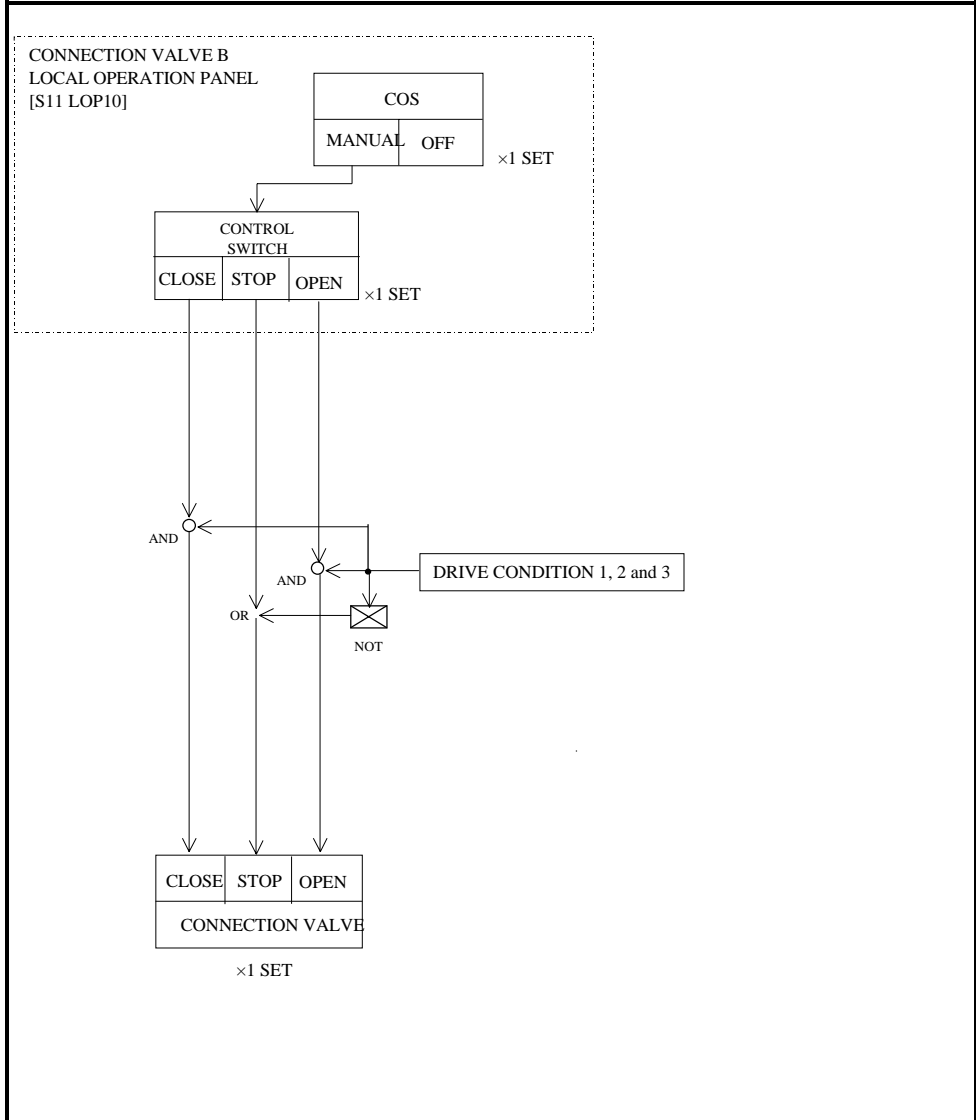 CONNECTION VALVE B
LOCAL OPERATION PANEL
[S11 LOP10]
COS
MANUAL OFF
×1 SET
CONTROL
SWITCH
CLOSE STOP OPEN
×1 SET
AND
AND
DRIVE CONDITION 1, 2 and 3
OR
NOT
CLOSE STOP OPEN
CONNECTION VALVE
×1 SET